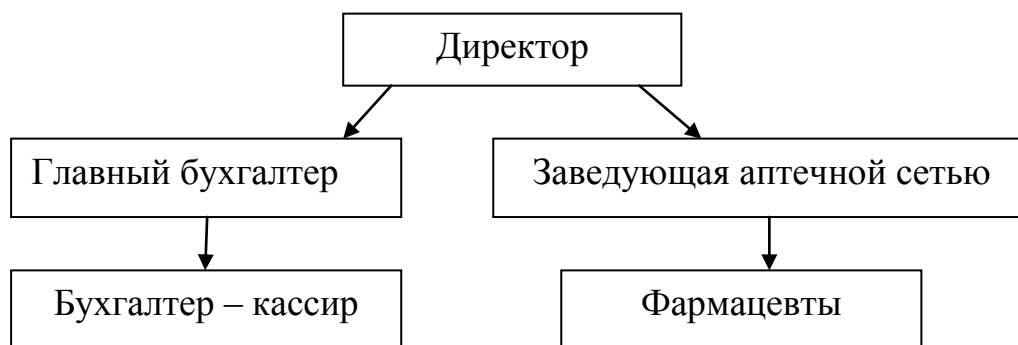 Директор
Главный бухгалтер
Заведующая аптечной сетью
Бухгалтер – кассир
Фармацевты